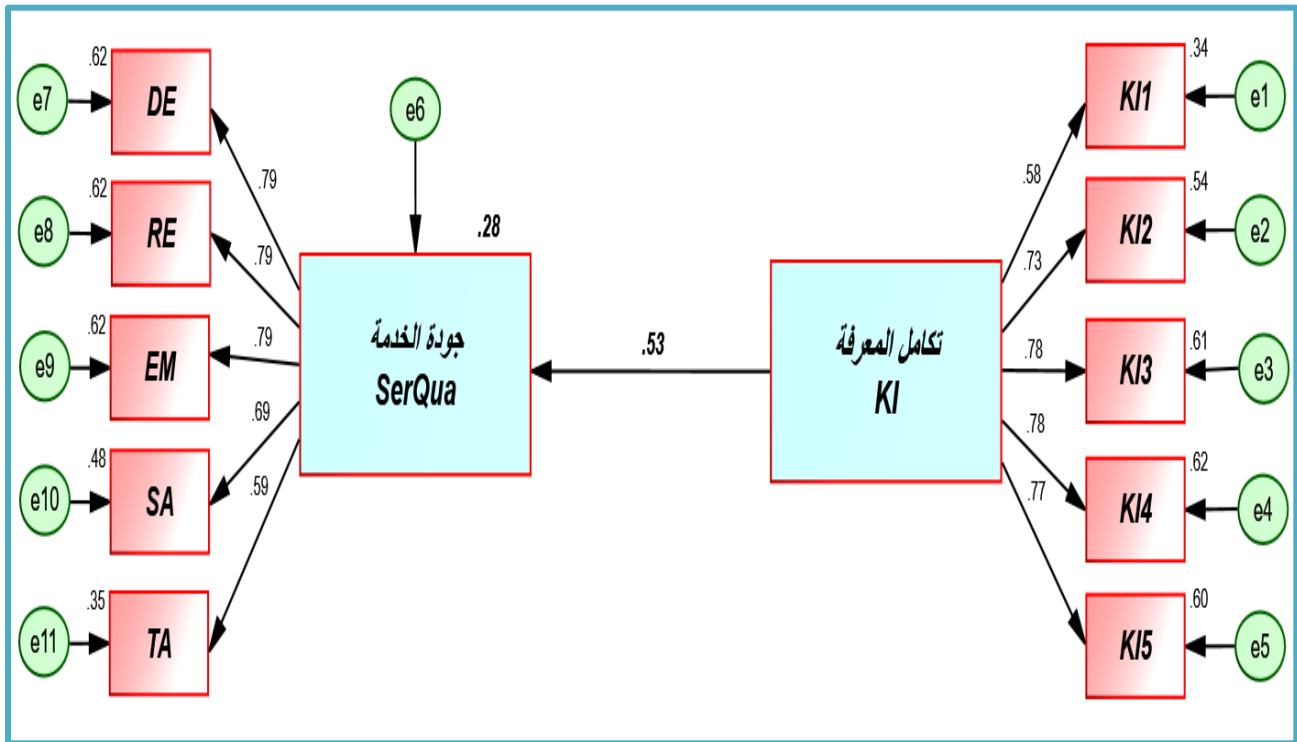 e7
.62
DE
.79
e8
.62
RE
.79
e9
.62
EM
.79
e10
.48
SA
.69
e11
.35
TA
.59
e6
.28
جودة الخدمة
SerQua
.53
تكامل المعرفة
KI
.58
KI1
.34
e1
.73
KI2
.54
e2
.78
KI3
.61
e3
.78
KI4
.62
e4
.77
KI5
.60
e5